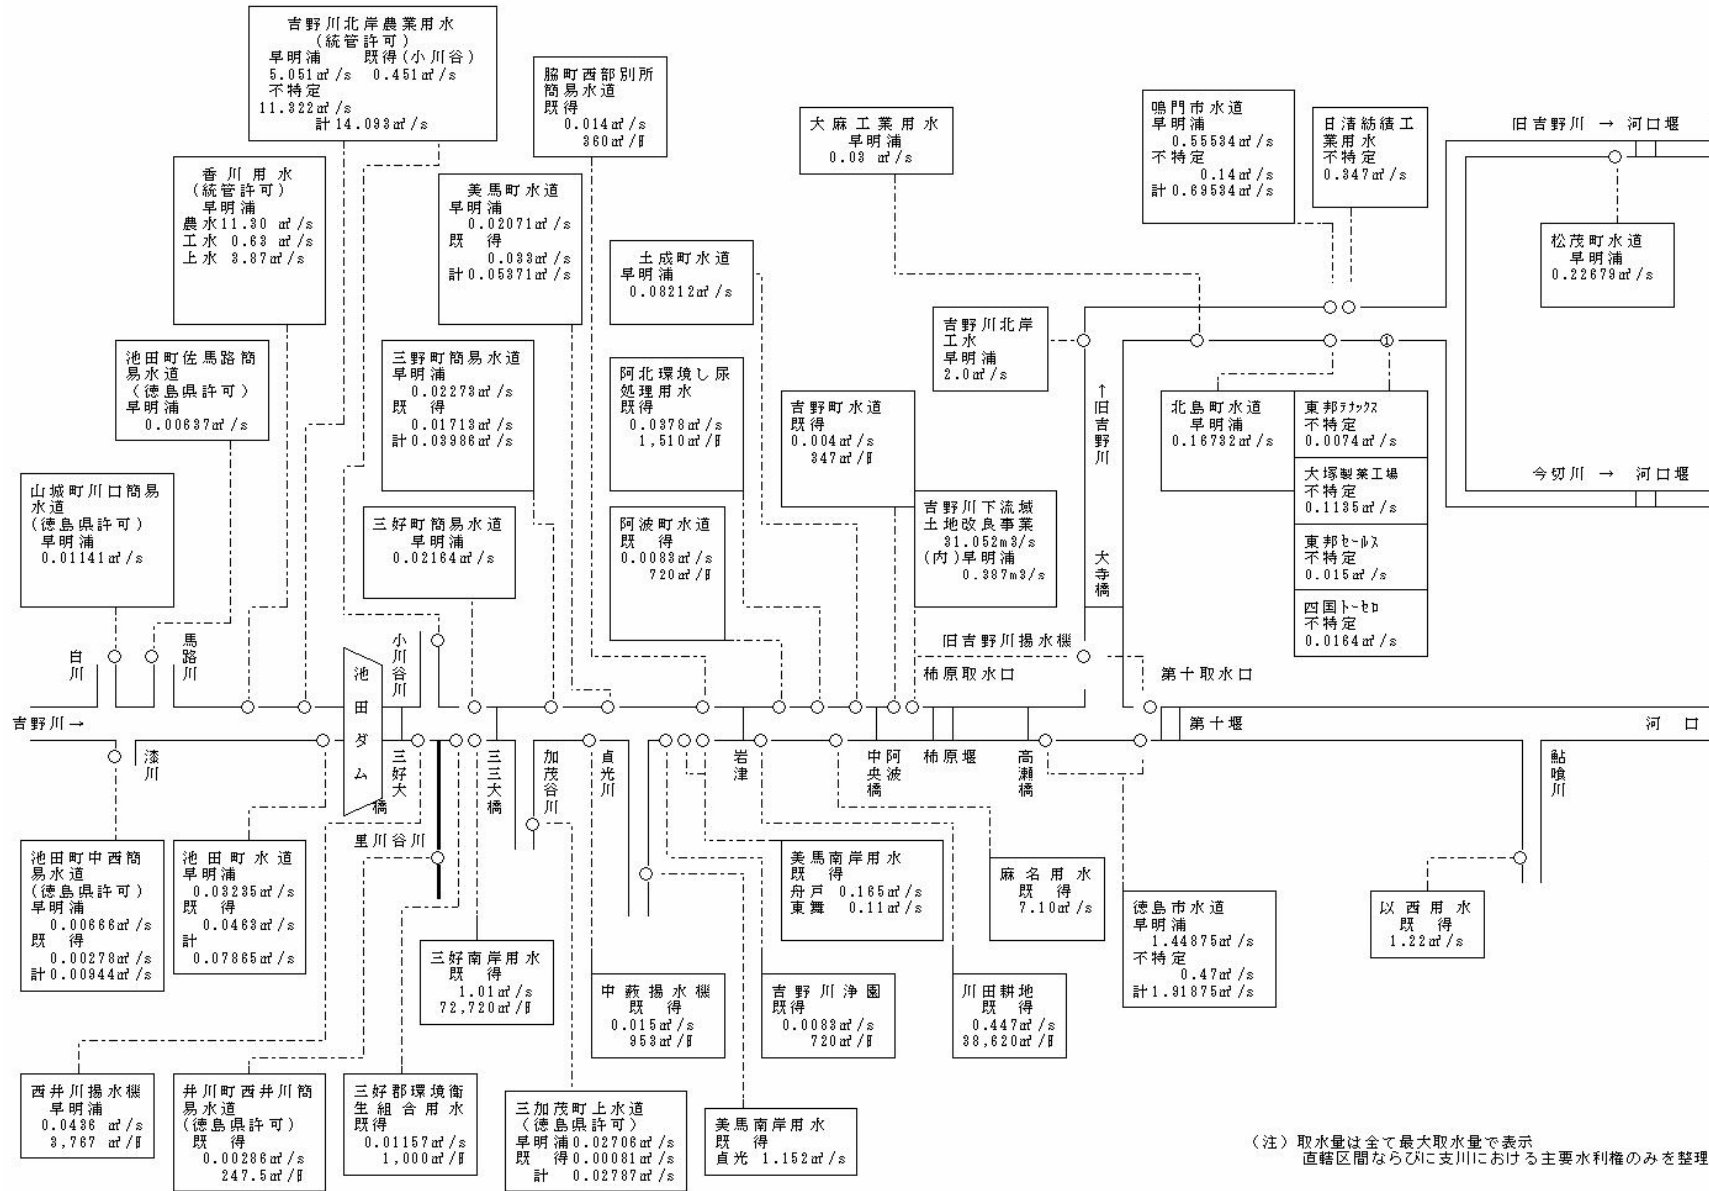 吉野川北岸農業用水
(統管許可)
早明浦 既得(小川谷)
5.051㎥/s 0.451㎥/s
不特定
11.322㎥/s
計14.093㎥/s
脇町西部別所
簡易水道
既得
0.014㎥/s
360㎥/日
大麻工業用水
早明浦
0.03 ㎥/s
鳴門市水道
早明浦
0.55534㎥/s
不特定
0.14㎥/s
計0.69534㎥/s
日清紡績工
業用水
不特定
0.347㎥/s
旧吉野川 → 河口堰
香川用水
(統管許可)
早明浦
農水11.30 ㎥/s
工水 0.63 ㎥/s
上水 3.87㎥/s
美馬町水道
早明浦
0.02071㎥/s
既 得
0.033㎥/s
計0.05371㎥/s
土成町水道
早明浦
0.08212㎥/s
松茂町水道
早明浦
0.22679㎥/s
吉野川北岸
工水
早明浦
2.0㎥/s
池田町佐馬路簡
易水道
(徳島県許可)
早明浦
0.00637㎥/s
三野町簡易水道
早明浦
0.02273㎥/s
既 得
0.01713㎥/s
計0.03986㎥/s
阿北環境し尿
処理用水
既得
0.0378㎥/s
1,510㎥/日
吉野町水道
既得
0.004㎥/s
347㎥/日
↑旧吉野川
北島町水道
早明浦
0.16732㎥/s
①
東邦テナックス
不特定
0.0074㎥/s
大塚製薬工場
不特定
0.1135㎥/s
東邦セールス
不特定
0.015㎥/s
四国トーセロ
不特定
0.0164㎥/s
今切川 → 河口堰
山城町川口簡易
水道
(徳島県許可)
早明浦
0.01141㎥/s
三好町簡易水道
早明浦
0.02164㎥/s
阿波町水道
既 得
0.0083㎥/s
720㎥/日
吉野川下流域
土地改良事業
31.052m3/s
(内)早明浦
0.387m3/s
大寺橋
白川
馬路川
小川谷川
旧吉野川揚水機
柿原取水口
第十取水口
吉野川→
池田ダム
第十堰
河 口
漆川
三好大橋
三三大橋
加茂谷川
貞光川
岩津
阿波中央橋
柿原堰
高瀬橋
鮎喰川
里川谷川
池田町中西簡
易水道
(徳島県許可)
早明浦
0.00666㎥/s
既 得
0.00278㎥/s
計0.00944㎥/s
池田町水道
早明浦
0.03235㎥/s
既 得
0.0463㎥/s
計
0.07865㎥/s
美馬南岸用水
既 得
舟戸 0.165㎥/s
東舞 0.11㎥/s
麻名用水
既 得
7.10㎥/s
徳島市水道
早明浦
1.44875㎥/s
不特定
0.47㎥/s
計1.91875㎥/s
以西用水
既 得
1.22㎥/s
三好南岸用水
既 得
1.01㎥/s
72,720㎥/日
中藪揚水機
既 得
0.015㎥/s
953㎥/日
吉野川浄園
既得
0.0083㎥/s
720㎥/日
川田耕地
既 得
0.447㎥/s
38,620㎥/日
西井川揚水機
早明浦
0.0436 ㎥/s
3,767 ㎥/日
井川町西井川簡
易水道
(徳島県許可)
既 得
0.00286㎥/s
247.5㎥/日
三好郡環境衛
生組合用水
既得
0.01157㎥/s
1,000㎥/日
三加茂町上水道
(徳島県許可)
早明浦0.02706㎥/s
既 得0.00081㎥/s
計 0.02787㎥/s
美馬南岸用水
既 得
貞光 1.152㎥/s
(注) 取水量は全て最大取水量で表示
直轄区間ならびに支川における主要水利権のみを整理